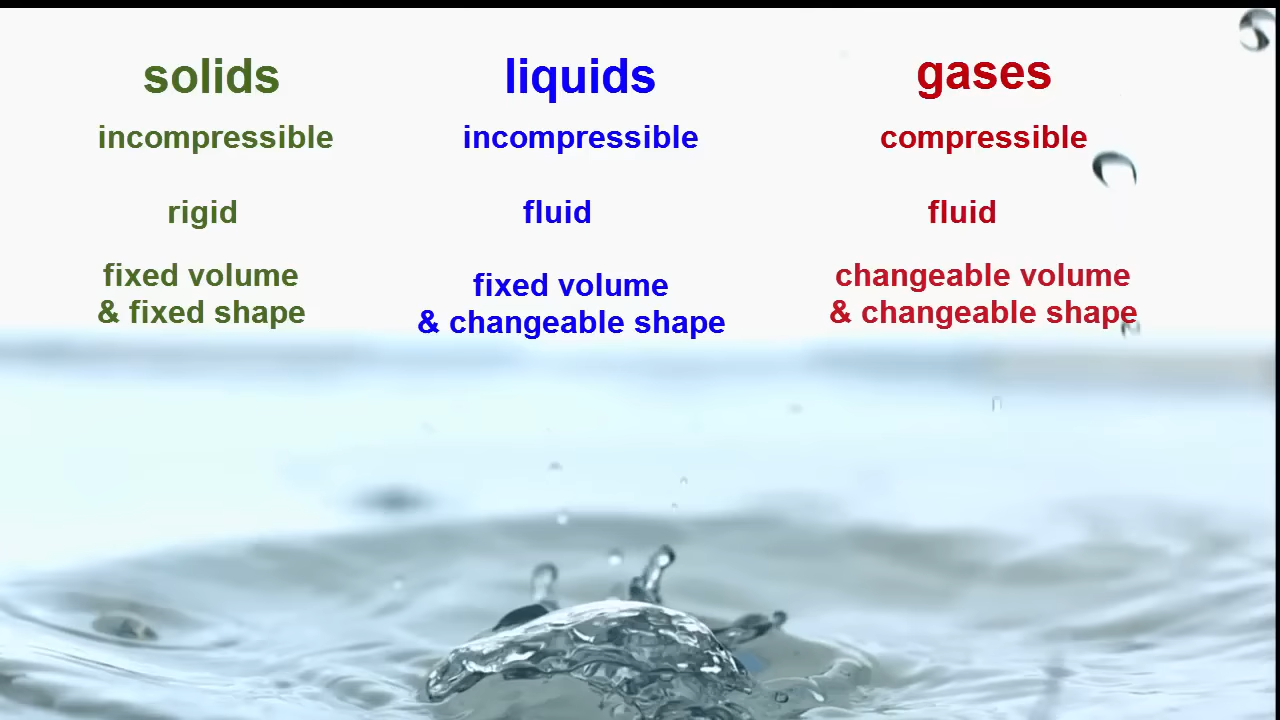 solids
incompressible
rigid
fixed volume
& fixed shape
liquids
incompressible
fluid
fixed volume
& changeable shape
gases
compressible
fluid
changeable volume
& changeable shape